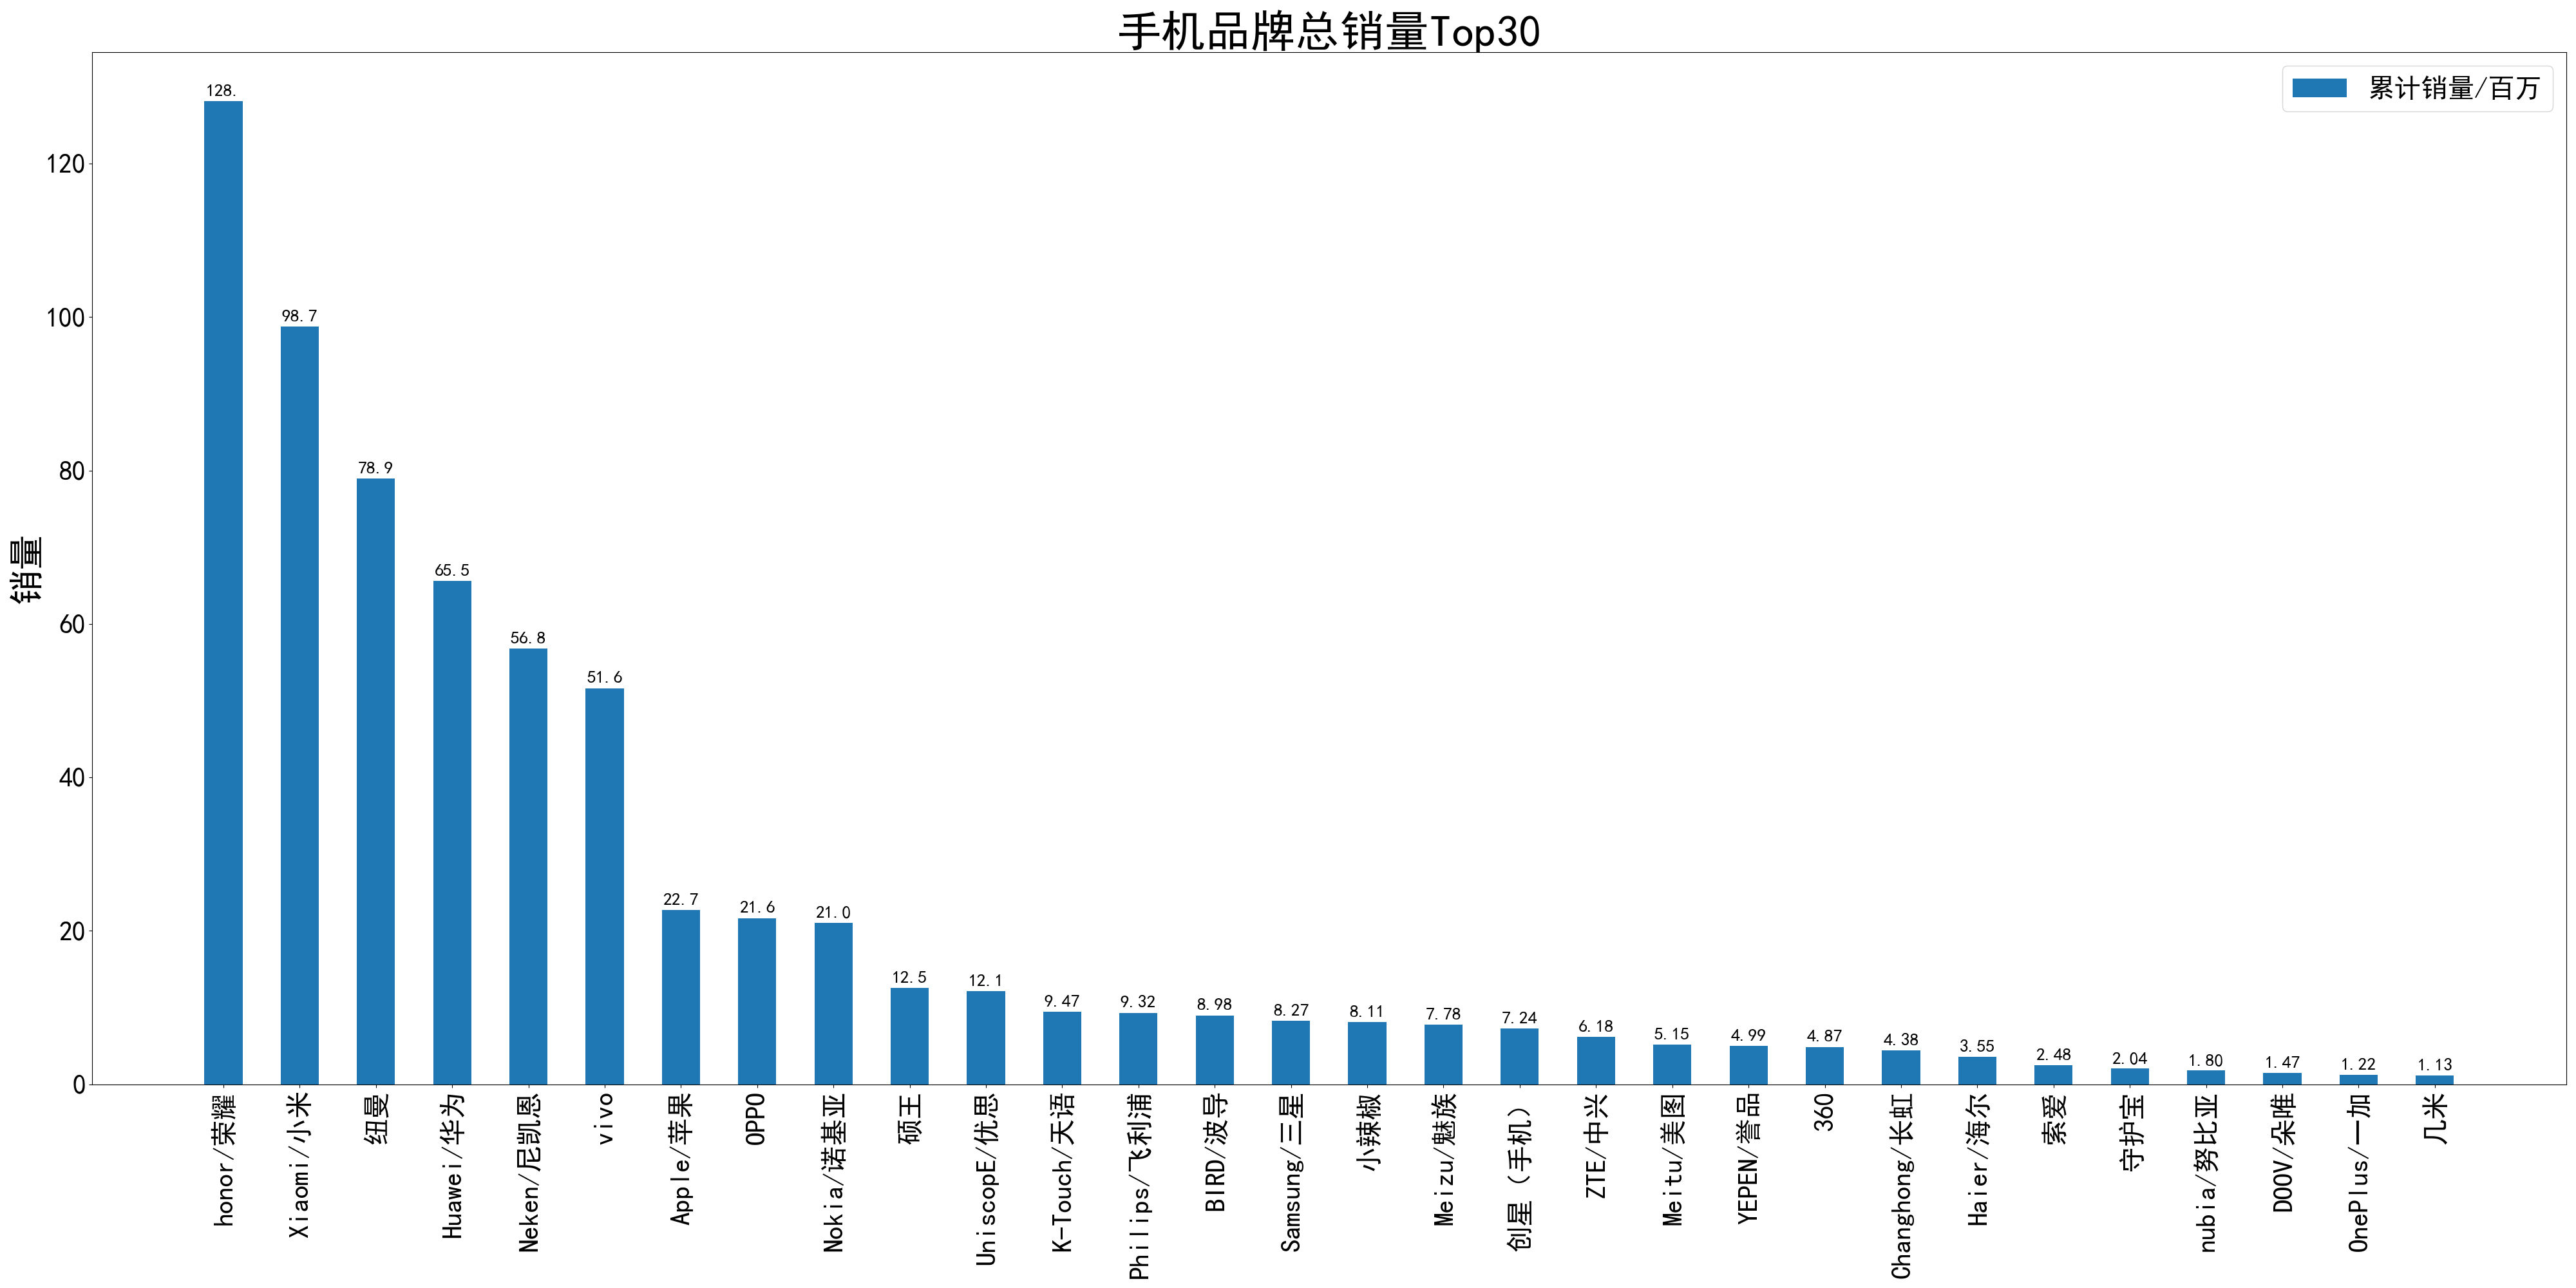 手机品牌总销量Top30
累计销量/百万
销量
120
100
80
60
40
20
0
128.
98.7
78.9
65.5
56.8
51.6
22.7
21.6
21.0
12.5
12.1
9.47
9.32
8.98
8.27
8.11
7.78
7.24
6.18
5.15
4.99
4.87
4.38
3.55
2.48
2.04
1.80
1.47
1.22
1.13
honor/荣耀
Xiaomi/小米
纽曼
Huawei/华为
Neken/尼凯恩
vivo
Apple/苹果
OPPO
Nokia/诺基亚
硕王
UniscopE/优思
K-Touch/天语
Philips/飞利浦
BIRD/波导
Samsung/三星
小辣椒
Meizu/魅族
创星（手机）
ZTE/中兴
Meitu/美图
YEPEN/誉品
360
Changhong/长虹
Haier/海尔
索爱
守护宝
nubia/努比亚
DOOV/朵唯
OnePlus/一加
几米